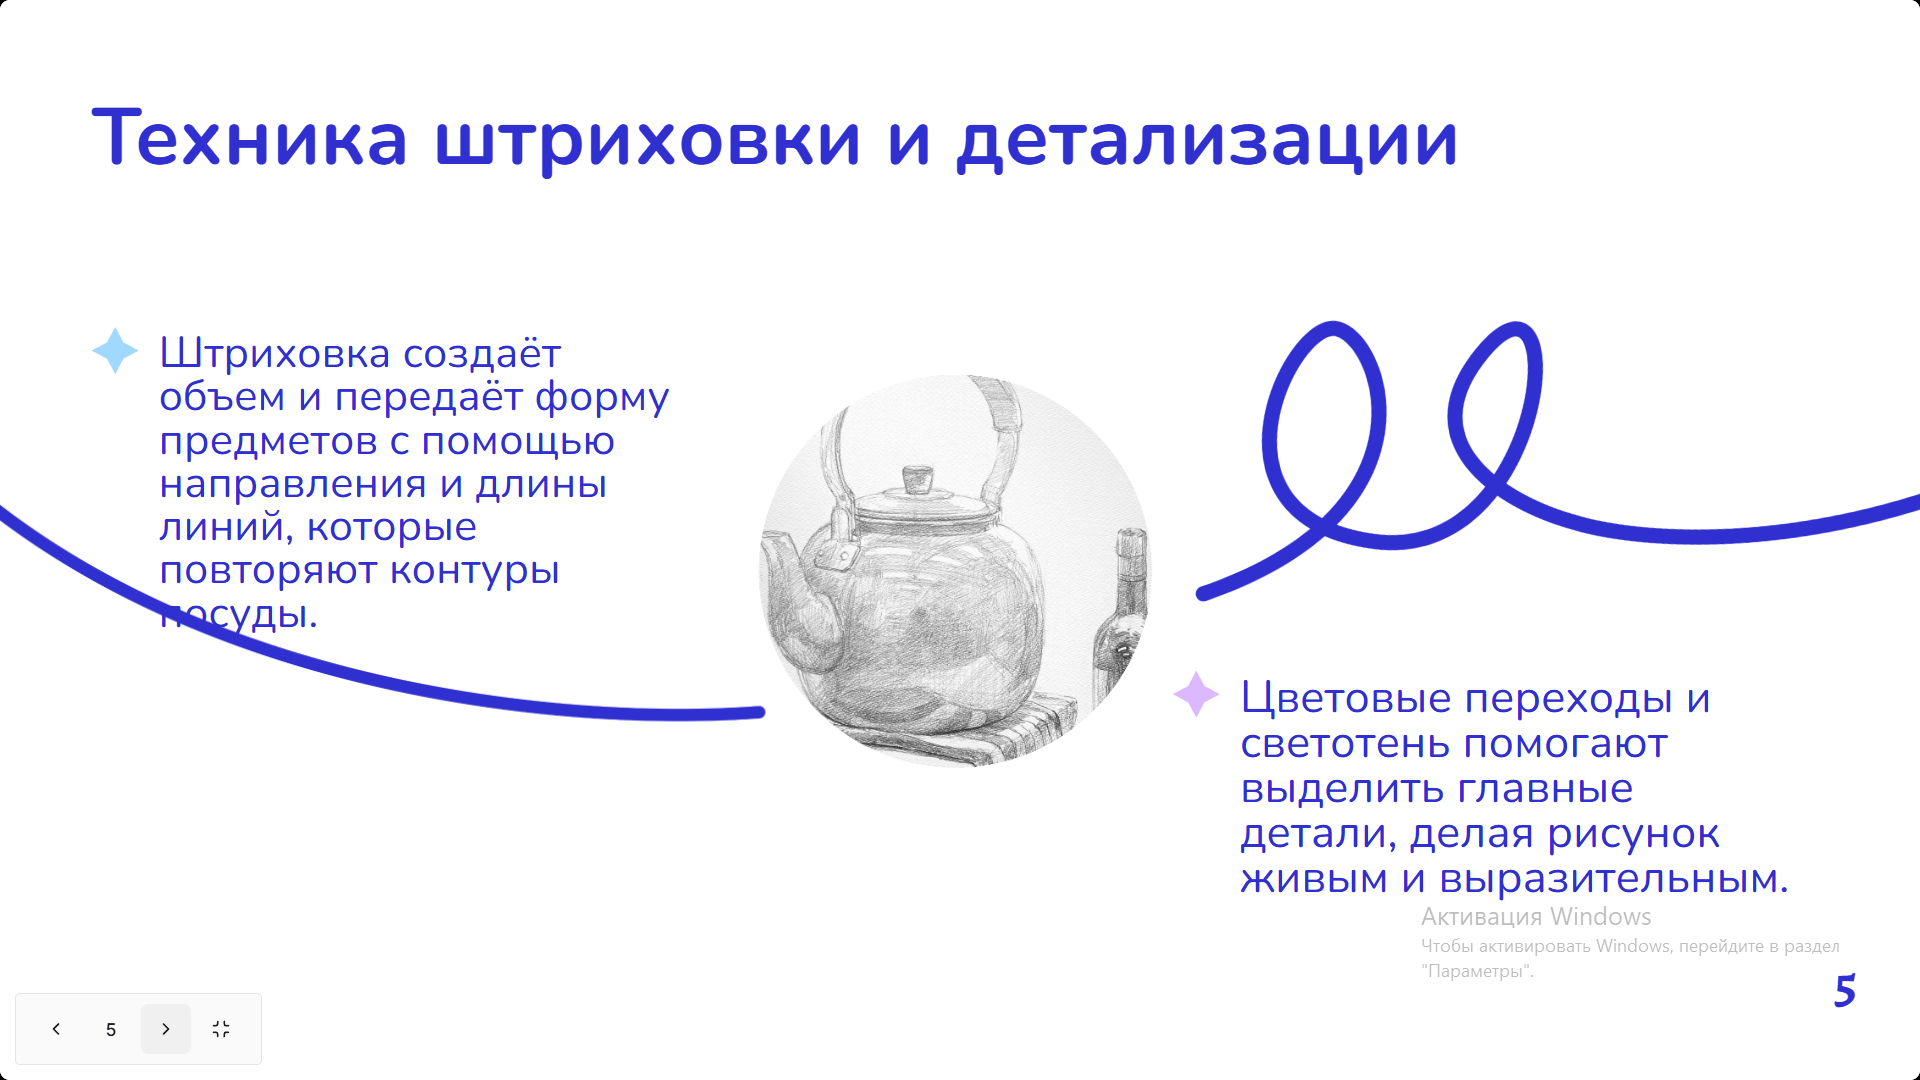 Техника штриховки и детализации
Штриховка создаёт
объем и передаёт форму
предметов с помощью
направления и длины
линий, которые
повторяют контуры
посуды.
Цветовые переходы и
светотень помогают
выделить главные
детали, делая рисунок
живым и выразительным.
Активация Windows
Чтобы активировать Windows, перейдите в раздел
"Параметры".
5
5